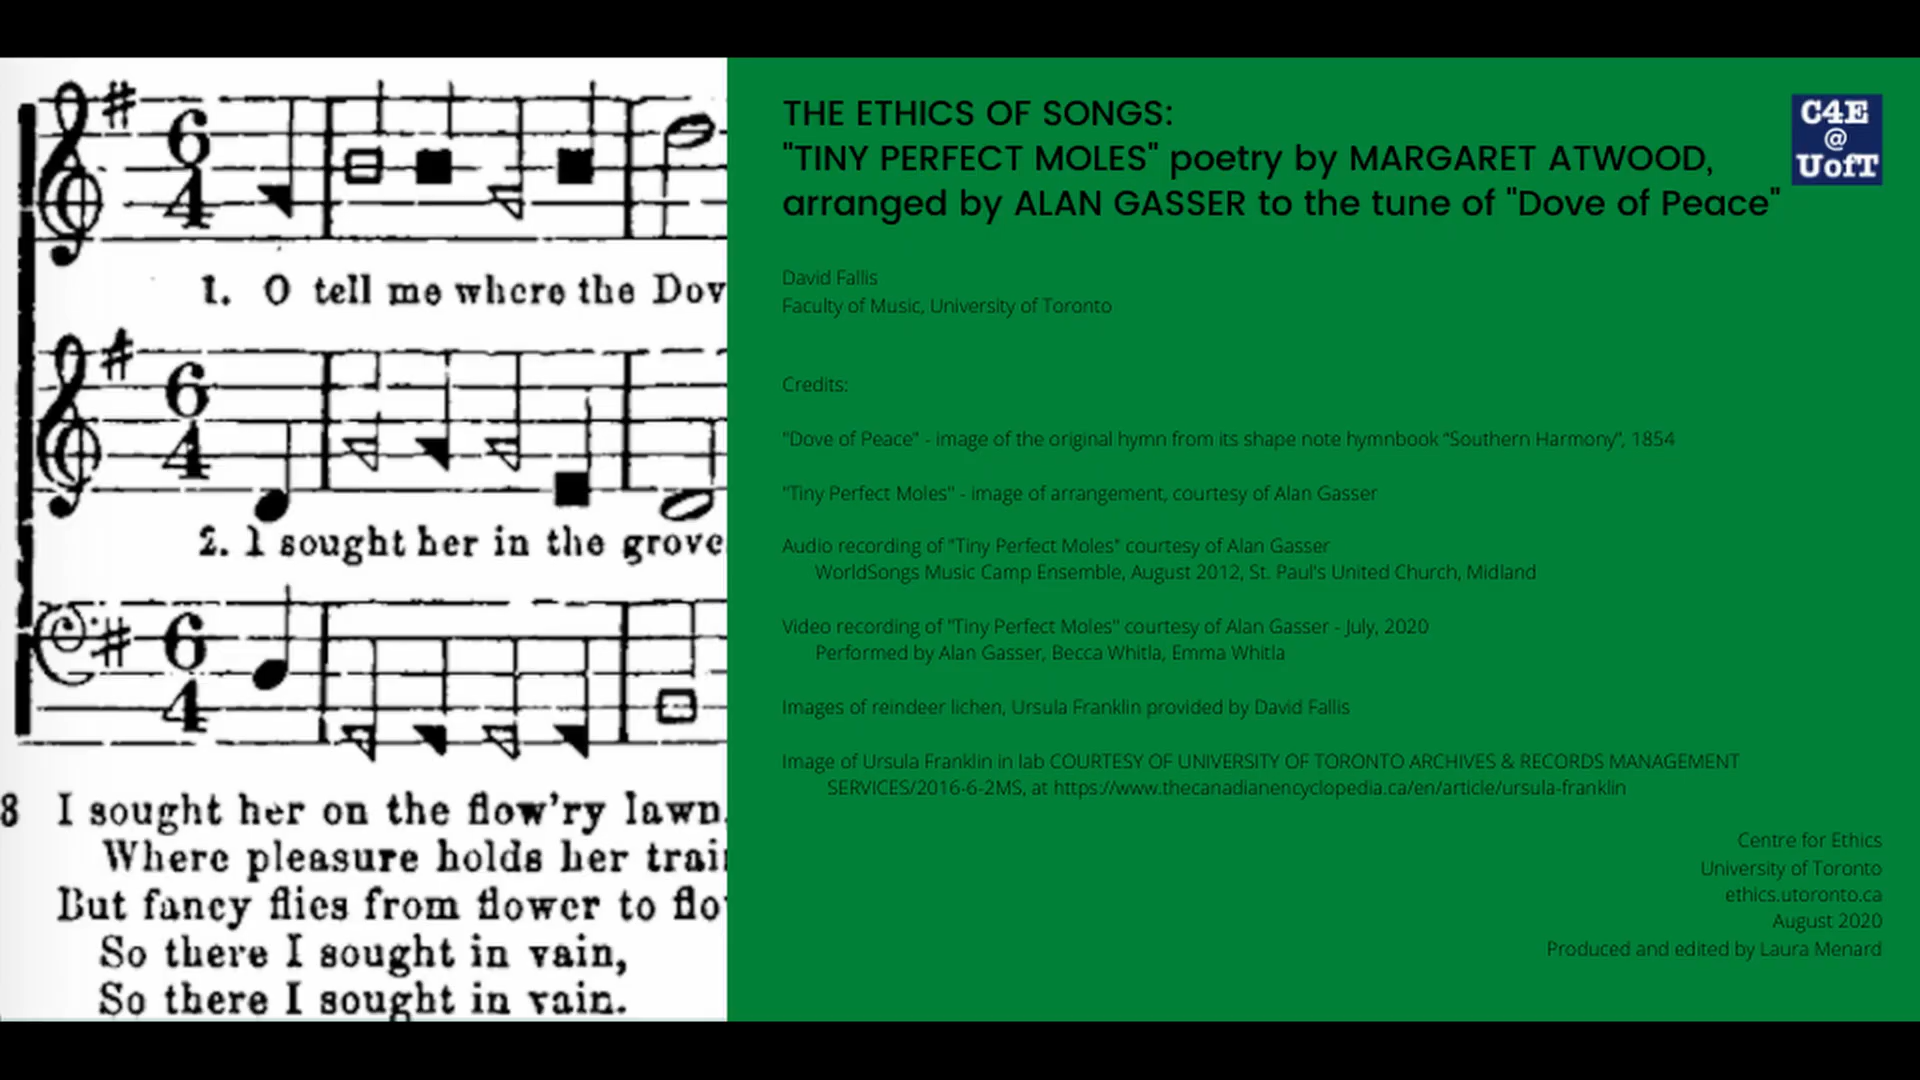 6
4
1. O tell me where the Dov
6
4
2. I sought her in the grove
6
4
3 I sought her on the flow'ry lawn.
Where pleasure holds her trai
But fancy flies from flower to flo
So there I sought in vain,
So there I sought in vain.
THE ETHICS OF SONGS:
"TINY PERFECT MOLES" poetry by MARGARET ATWOOD,
arranged by ALAN GASSER to the tune of "Dove of Peace"
C4E
@
UofT
David Fallis
Faculty of Music, University of Toronto
Credits:
"Dove of Peace" - image of the original hymn from its shape note hymnbook “Southern Harmony”, 1854
"Tiny Perfect Moles" - image of arrangement, courtesy of Alan Gasser
Audio recording of "Tiny Perfect Moles" courtesy of Alan Gasser
WorldSongs Music Camp Ensemble, August 2012, St. Paul's United Church, Midland
Video recording of "Tiny Perfect Moles" courtesy of Alan Gasser - July, 2020
Performed by Alan Gasser, Becca Whitla, Emma Whitla
Images of reindeer lichen, Ursula Franklin provided by David Fallis
Image of Ursula Franklin in lab COURTESY OF UNIVERSITY OF TORONTO ARCHIVES & RECORDS MANAGEMENT
SERVICES/2016-6-2MS, at https://www.thecanadianencyclopedia.ca/en/article/ursula-franklin
Centre for Ethics
University of Toronto
ethics.utoronto.ca
August 2020
Produced and edited by Laura Menard